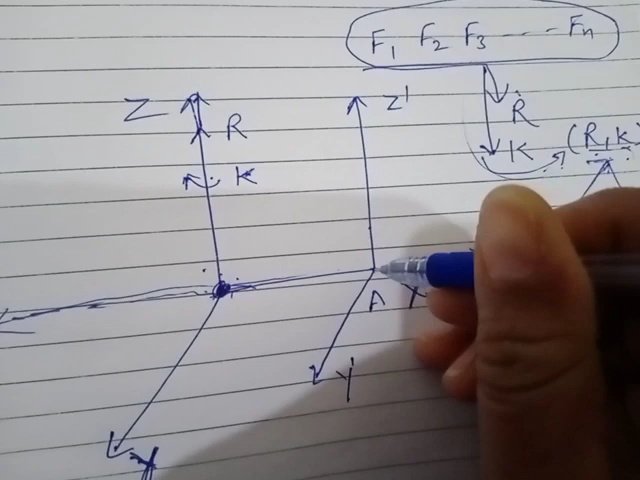 F1 F2 F3 ---- Fn
Z R Z' R
K K (R, K
A X
Y'